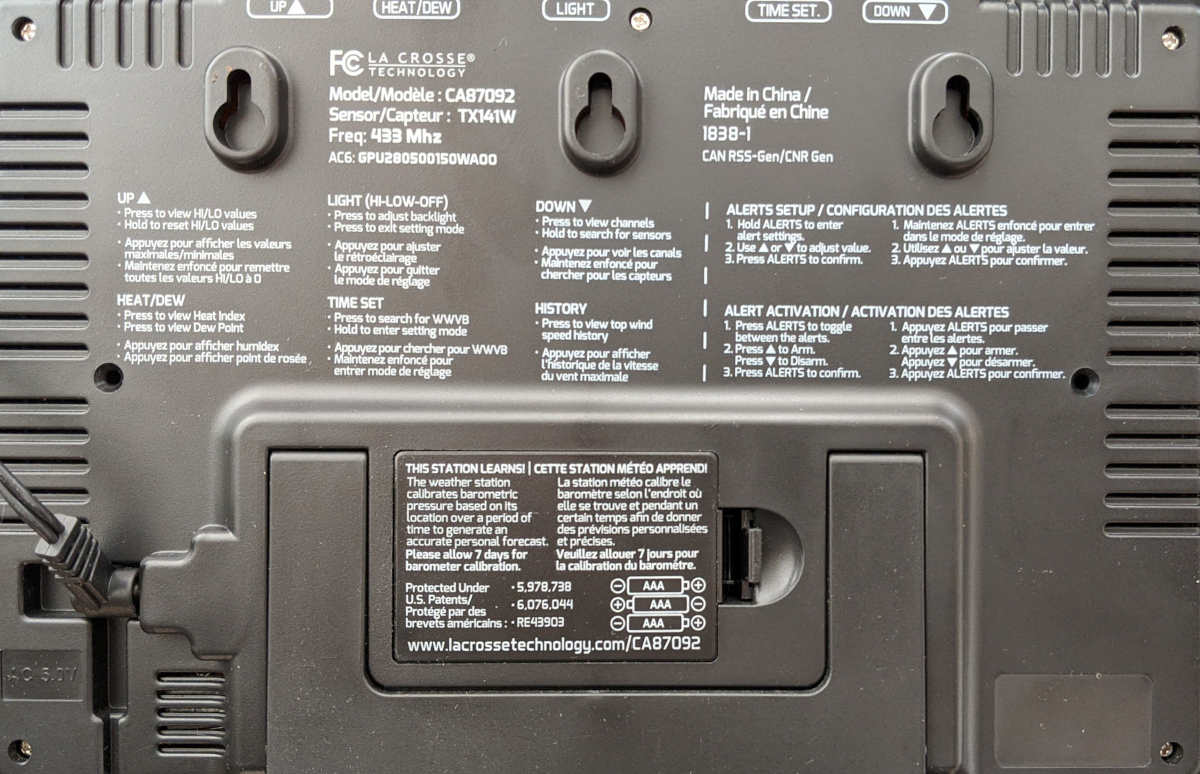 UP ▲
HEAT/DEW
LIGHT
TIME SET.
DOWN ▼
FC LA CROSSE®
TECHNOLOGY
Model/Modèle : CA87092
Sensor/Capteur : TX141W
Freq: 433 Mhz
AC6: GPU280500150WA00
Made in China /
Fabriqué en Chine
1838-1
CAN RSS-Gen/CNR Gen
UP ▲
• Press to view HI/LO values
• Hold to reset HI/LO values
• Appuyez pour afficher les valeurs
maximales/minimales
• Maintenez enfoncé pour remettre
toutes les valeurs HI/LO à 0
HEAT/DEW
• Press to view Heat Index
• Press to view Dew Point
• Appuyez pour afficher humidex
• Appuyez pour afficher point de rosée
LIGHT (HI-LOW-OFF)
• Press to adjust backlight
• Press to exit setting mode
• Appuyez pour ajuster
le rétroéclairage
• Appuyez pour quitter
le mode de réglage
TIME SET
• Press to search for WWVB
• Hold to enter setting mode
• Appuyez pour chercher pour WWVB
• Maintenez enfoncé pour
entrer mode de réglage
DOWN ▼
• Press to view channels
• Hold to search for sensors
• Appuyez pour voir les canals
• Maintenez enfoncé pour
chercher pour les capteurs
HISTORY
• Press to view top wind
speed history
• Appuyez pour afficher
l'historique de la vitesse
du vent maximale
ALERTS SETUP / CONFIGURATION DES ALERTES
1. Hold ALERTS to enter
alert settings.
2. Use ▲ or ▼ to adjust value.
3. Press ALERTS to confirm.
1. Maintenez ALERTS enfoncé pour entrer
dans le mode de réglage.
2. Utilisez ▲ ou ▼ pour ajuster la valeur.
3. Appuyez ALERTS pour confirmer.
ALERT ACTIVATION / ACTIVATION DES ALERTES
1. Press ALERTS to toggle
between the alerts.
2. Press ▲ to Arm.
Press ▼ to Disarm.
3. Press ALERTS to confirm.
1. Appuyez ALERTS pour passer
entre les alertes.
2. Appuyez ▲ pour armer.
Appuyez ▼ pour désarmer.
3. Appuyez ALERTS pour confirmer.
THIS STATION LEARNS! | CETTE STATION MÉTÉO APPREND!
The weather station
calibrates barometric
pressure based on its
location over a period of
time to generate an
accurate personal forecast.
Please allow 7 days for
barometer calibration.
La station météo calibre le
baromètre selon l'endroit où
elle se trouve et pendant un
certain temps afin de donner
des prévisions personnalisées
et précises.
Veuillez allouer 7 jours pour
la calibration du baromètre.
Protected Under
U.S. Patents/
Protégé par des
brevets américains :
• 5,978,738
• 6,076,044
• RE43903
⊖ AAA ⊕
⊕ AAA ⊖
⊖ AAA ⊕
www.lacrossetechnology.com/CA87092
5.0V